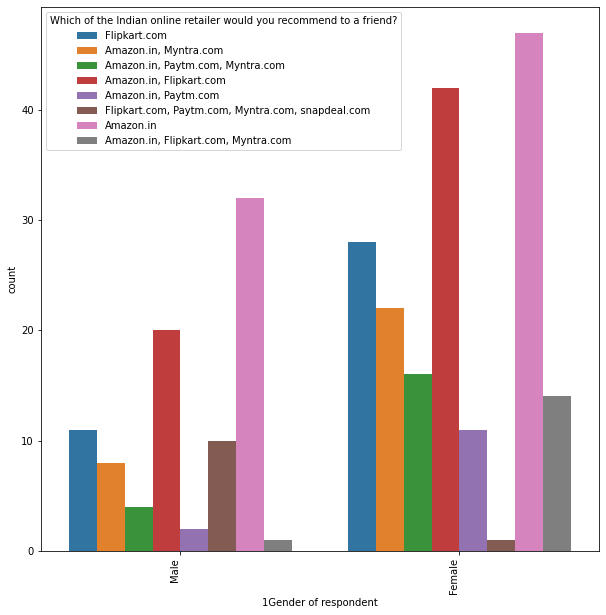 Which of the Indian online retailer would you recommend to a friend?
Flipkart.com
Amazon.in, Myntra.com
Amazon.in, Paytm.com, Myntra.com
Amazon.in, Flipkart.com
Amazon.in, Paytm.com
Flipkart.com, Paytm.com, Myntra.com, snapdeal.com
Amazon.in
Amazon.in, Flipkart.com, Myntra.com
40
30
20
10
0
count
Male
Female
1Gender of respondent